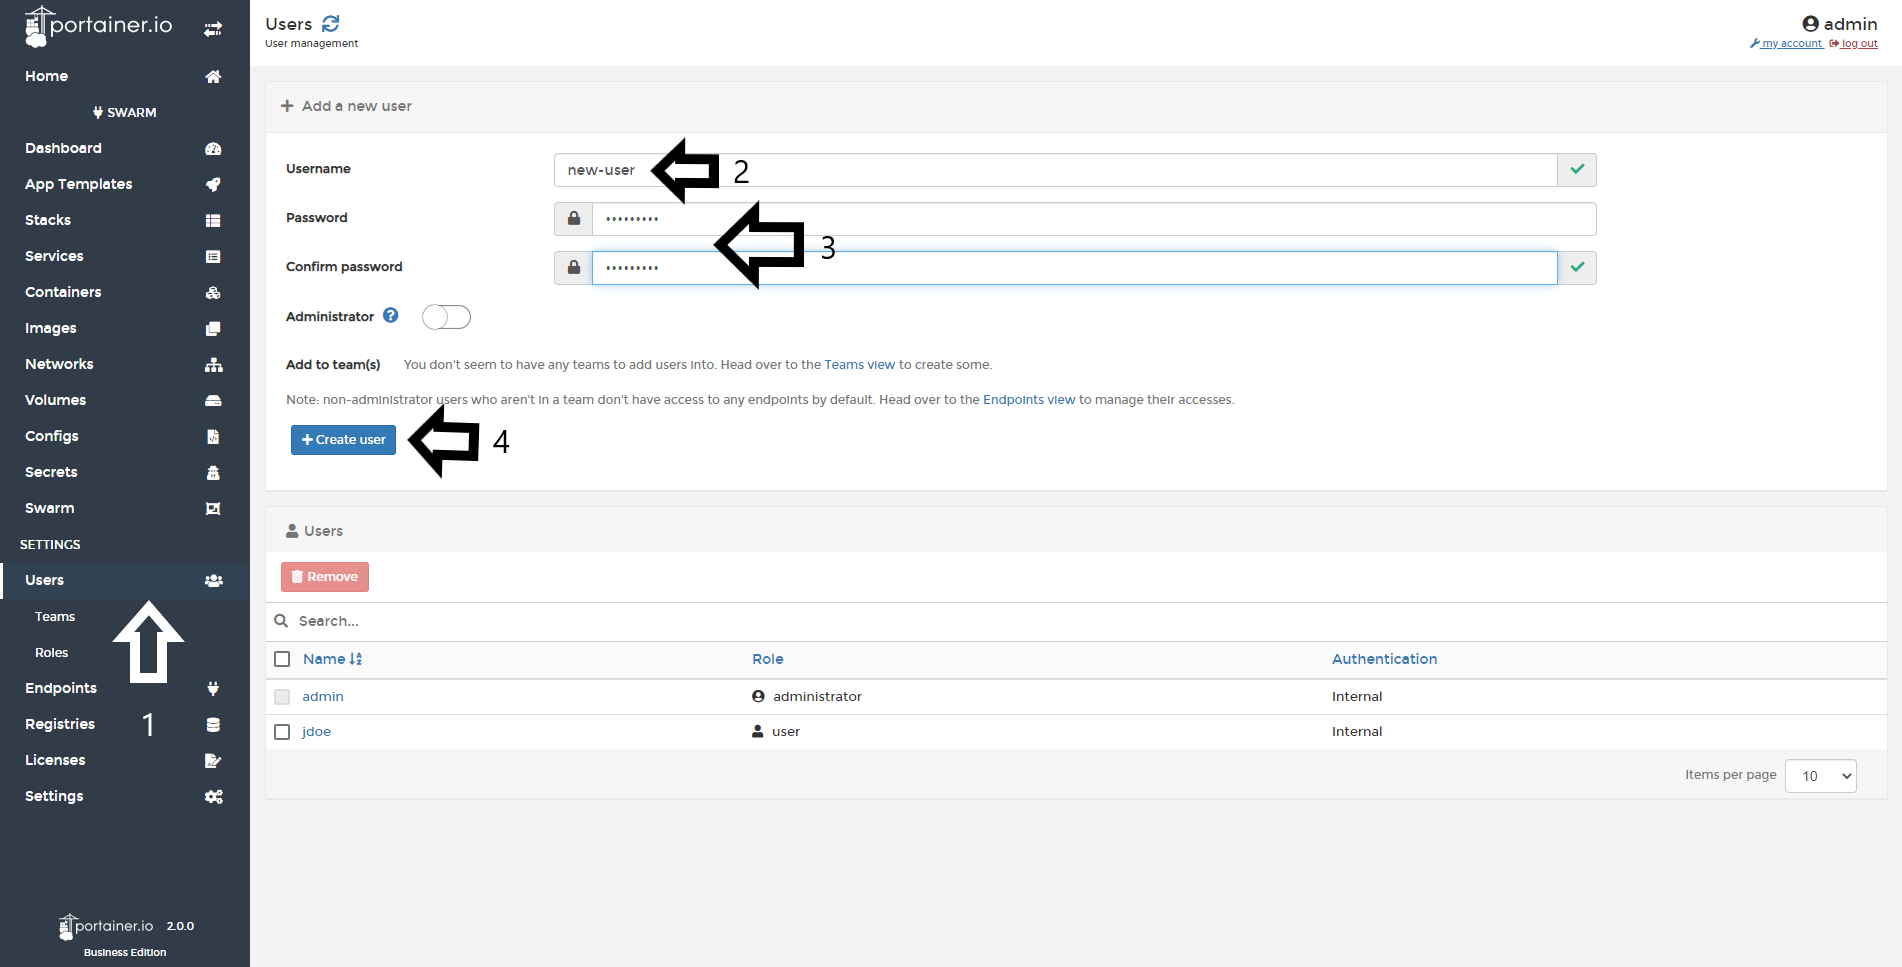 portainer.io
Home
SWARM
Dashboard
App Templates
Stacks
Services
Containers
Images
Networks
Volumes
Configs
Secrets
Swarm
SETTINGS
Users
Teams
Roles
Endpoints
Registries
1
Licenses
Settings
portainer.io 2.0.0
Business Edition
Users
User management
admin
my account log out
Add a new user
Username new-user 2
Password •••••••••
3
Confirm password •••••••••
Administrator
Add to team(s) You don't seem to have any teams to add users into. Head over to the Teams view to create some.
Note: non-administrator users who aren't in a team don't have access to any endpoints by default. Head over to the Endpoints view to manage their accesses.
+ Create user 4
Users
Remove
Search...
Name Role Authentication
admin administrator Internal
jdoe user Internal
Items per page 10